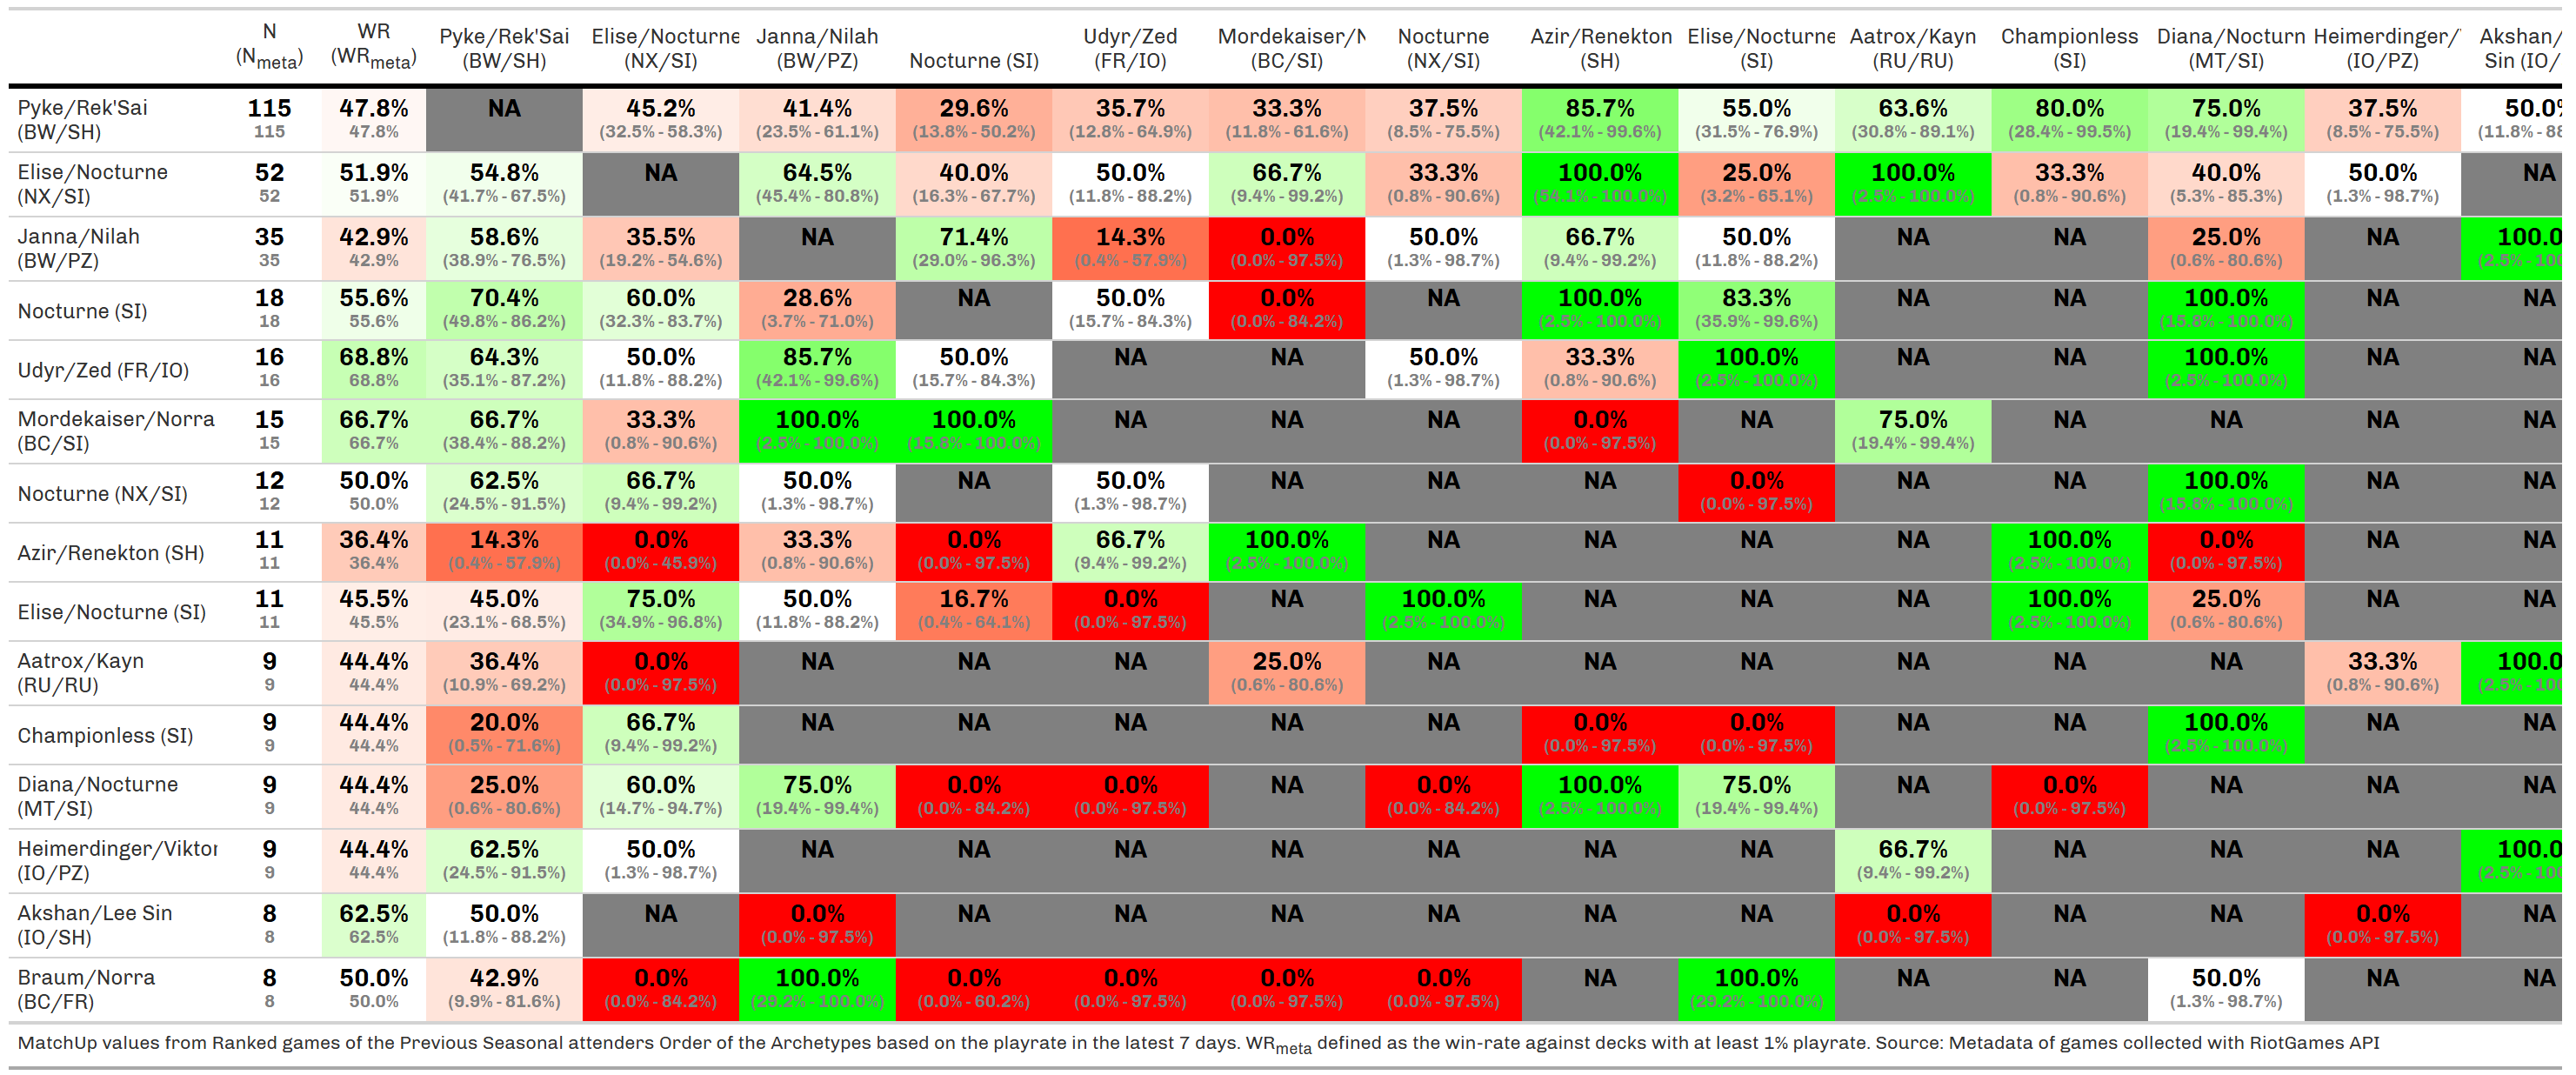 N WR Pyke/Rek'Sai Elise/Nocturne Janna/Nilah Udyr/Zed Mordekaiser/N Nocturne Azir/Renekton Elise/Nocturne Aatrox/Kayn Championless Diana/Nocturn Heimerdinger/ Akshan/
(Nmeta) (WRmeta) (BW/SH) (NX/SI) (BW/PZ) Nocturne (SI) (FR/IO) (BC/SI) (NX/SI) (SH) (SI) (RU/RU) (SI) (MT/SI) (IO/PZ) Sin (IO/
Pyke/Rek'Sai 115 47.8% NA 45.2% 41.4% 29.6% 35.7% 33.3% 37.5% 85.7% 55.0% 63.6% 80.0% 75.0% 37.5% 50.0
(BW/SH) 115 47.8% (32.5% - 58.3%) (23.5% - 61.1%) (13.8% - 50.2%) (12.8% - 64.9%) (11.8% - 61.6%) (8.5% - 75.5%) (42.1% - 99.6%) (31.5% - 76.9%) (30.8% - 89.1%) (28.4% - 99.5%) (19.4% - 99.4%) (8.5% - 75.5%) (11.8% - 88
Elise/Nocturne 52 51.9% 54.8% NA 64.5% 40.0% 50.0% 66.7% 33.3% 100.0% 25.0% 100.0% 33.3% 40.0% 50.0% NA
(NX/SI) 52 51.9% (41.7% - 67.5%) (45.4% - 80.8%) (16.3% - 67.7%) (11.8% - 88.2%) (9.4% - 99.2%) (0.8% - 90.6%) (54.1% - 100.0%) (3.2% - 65.1%) (2.5% - 100.0%) (0.8% - 90.6%) (5.3% - 85.3%) (1.3% - 98.7%)
Janna/Nilah 35 42.9% 58.6% 35.5% NA 71.4% 14.3% 0.0% 50.0% 66.7% 50.0% NA NA 25.0% NA 100.0
(BW/PZ) 35 42.9% (38.9% - 76.5%) (19.2% - 54.6%) (29.0% - 96.3%) (0.4% - 57.9%) (0.0% - 97.5%) (1.3% - 98.7%) (9.4% - 99.2%) (11.8% - 88.2%) (0.6% - 80.6%) (2.5% - 100
Nocturne (SI) 18 55.6% 70.4% 60.0% 28.6% NA 50.0% 0.0% NA 100.0% 83.3% NA NA 100.0% NA NA
18 55.6% (49.8% - 86.2%) (32.3% - 83.7%) (3.7% - 71.0%) (15.7% - 84.3%) (0.0% - 84.2%) (2.5% - 100.0%) (35.9% - 99.6%) (15.8% - 100.0%)
Udyr/Zed (FR/IO) 16 68.8% 64.3% 50.0% 85.7% 50.0% NA NA 50.0% 33.3% 100.0% NA NA 100.0% NA NA
16 68.8% (35.1% - 87.2%) (11.8% - 88.2%) (42.1% - 99.6%) (15.7% - 84.3%) (1.3% - 98.7%) (0.8% - 90.6%) (2.5% - 100.0%) (2.5% - 100.0%)
Mordekaiser/Norra 15 66.7% 66.7% 33.3% 100.0% 100.0% NA NA NA 0.0% NA 75.0% NA NA NA NA
(BC/SI) 15 66.7% (38.4% - 88.2%) (0.8% - 90.6%) (2.5% - 100.0%) (15.8% - 100.0%) (0.0% - 97.5%) (19.4% - 99.4%)
Nocturne (NX/SI) 12 50.0% 62.5% 66.7% 50.0% NA 50.0% NA NA NA 0.0% NA NA 100.0% NA NA
12 50.0% (24.5% - 91.5%) (9.4% - 99.2%) (1.3% - 98.7%) (1.3% - 98.7%) (0.0% - 97.5%) (15.8% - 100.0%)
Azir/Renekton (SH) 11 36.4% 14.3% 0.0% 33.3% 0.0% 66.7% 100.0% NA NA NA NA 100.0% 0.0% NA NA
11 36.4% (0.4% - 57.9%) (0.0% - 45.9%) (0.8% - 90.6%) (0.0% - 97.5%) (9.4% - 99.2%) (2.5% - 100.0%) (2.5% - 100.0%) (0.0% - 97.5%)
Elise/Nocturne (SI) 11 45.5% 45.0% 75.0% 50.0% 16.7% 0.0% NA 100.0% NA NA NA 100.0% 25.0% NA NA
11 45.5% (23.1% - 68.5%) (34.9% - 96.8%) (11.8% - 88.2%) (0.4% - 64.1%) (0.0% - 97.5%) (2.5% - 100.0%) (2.5% - 100.0%) (0.6% - 80.6%)
Aatrox/Kayn 9 44.4% 36.4% 0.0% NA NA NA 25.0% NA NA NA NA NA NA 33.3% 100.0
(RU/RU) 9 44.4% (10.9% - 69.2%) (0.0% - 97.5%) (0.6% - 80.6%) (0.8% - 90.6%) (2.5% - 100
Championless (SI) 9 44.4% 20.0% 66.7% NA NA NA NA NA 0.0% 0.0% NA NA 100.0% NA NA
9 44.4% (0.5% - 71.6%) (9.4% - 99.2%) (0.0% - 97.5%) (0.0% - 97.5%) (2.5% - 100.0%)
Diana/Nocturne 9 44.4% 25.0% 60.0% 75.0% 0.0% 0.0% NA 0.0% 100.0% 75.0% NA 0.0% NA NA NA
(MT/SI) 9 44.4% (0.6% - 80.6%) (14.7% - 94.7%) (19.4% - 99.4%) (0.0% - 84.2%) (0.0% - 97.5%) (0.0% - 84.2%) (2.5% - 100.0%) (19.4% - 99.4%) (0.0% - 97.5%)
Heimerdinger/Viktor 9 44.4% 62.5% 50.0% NA NA NA NA NA NA NA 66.7% NA NA NA 100.0
(IO/PZ) 9 44.4% (24.5% - 91.5%) (1.3% - 98.7%) (9.4% - 99.2%) (2.5% - 100
Akshan/Lee Sin 8 62.5% 50.0% NA 0.0% NA NA NA NA NA NA 0.0% NA NA 0.0% NA
(IO/SH) 8 62.5% (11.8% - 88.2%) (0.0% - 97.5%) (0.0% - 97.5%) (0.0% - 97.5%)
Braum/Norra 8 50.0% 42.9% 0.0% 100.0% 0.0% 0.0% 0.0% 0.0% NA 100.0% NA NA 50.0% NA NA
(BC/FR) 8 50.0% (9.9% - 81.6%) (0.0% - 84.2%) (29.2% - 100.0%) (0.0% - 60.2%) (0.0% - 97.5%) (0.0% - 97.5%) (0.0% - 97.5%) (29.2% - 100.0%) (1.3% - 98.7%)
MatchUp values from Ranked games of the Previous Seasonal attenders Order of the Archetypes based on the playrate in the latest 7 days. WRmeta defined as the win-rate against decks with at least 1% playrate. Source: Metadata of games collected with RiotGames API